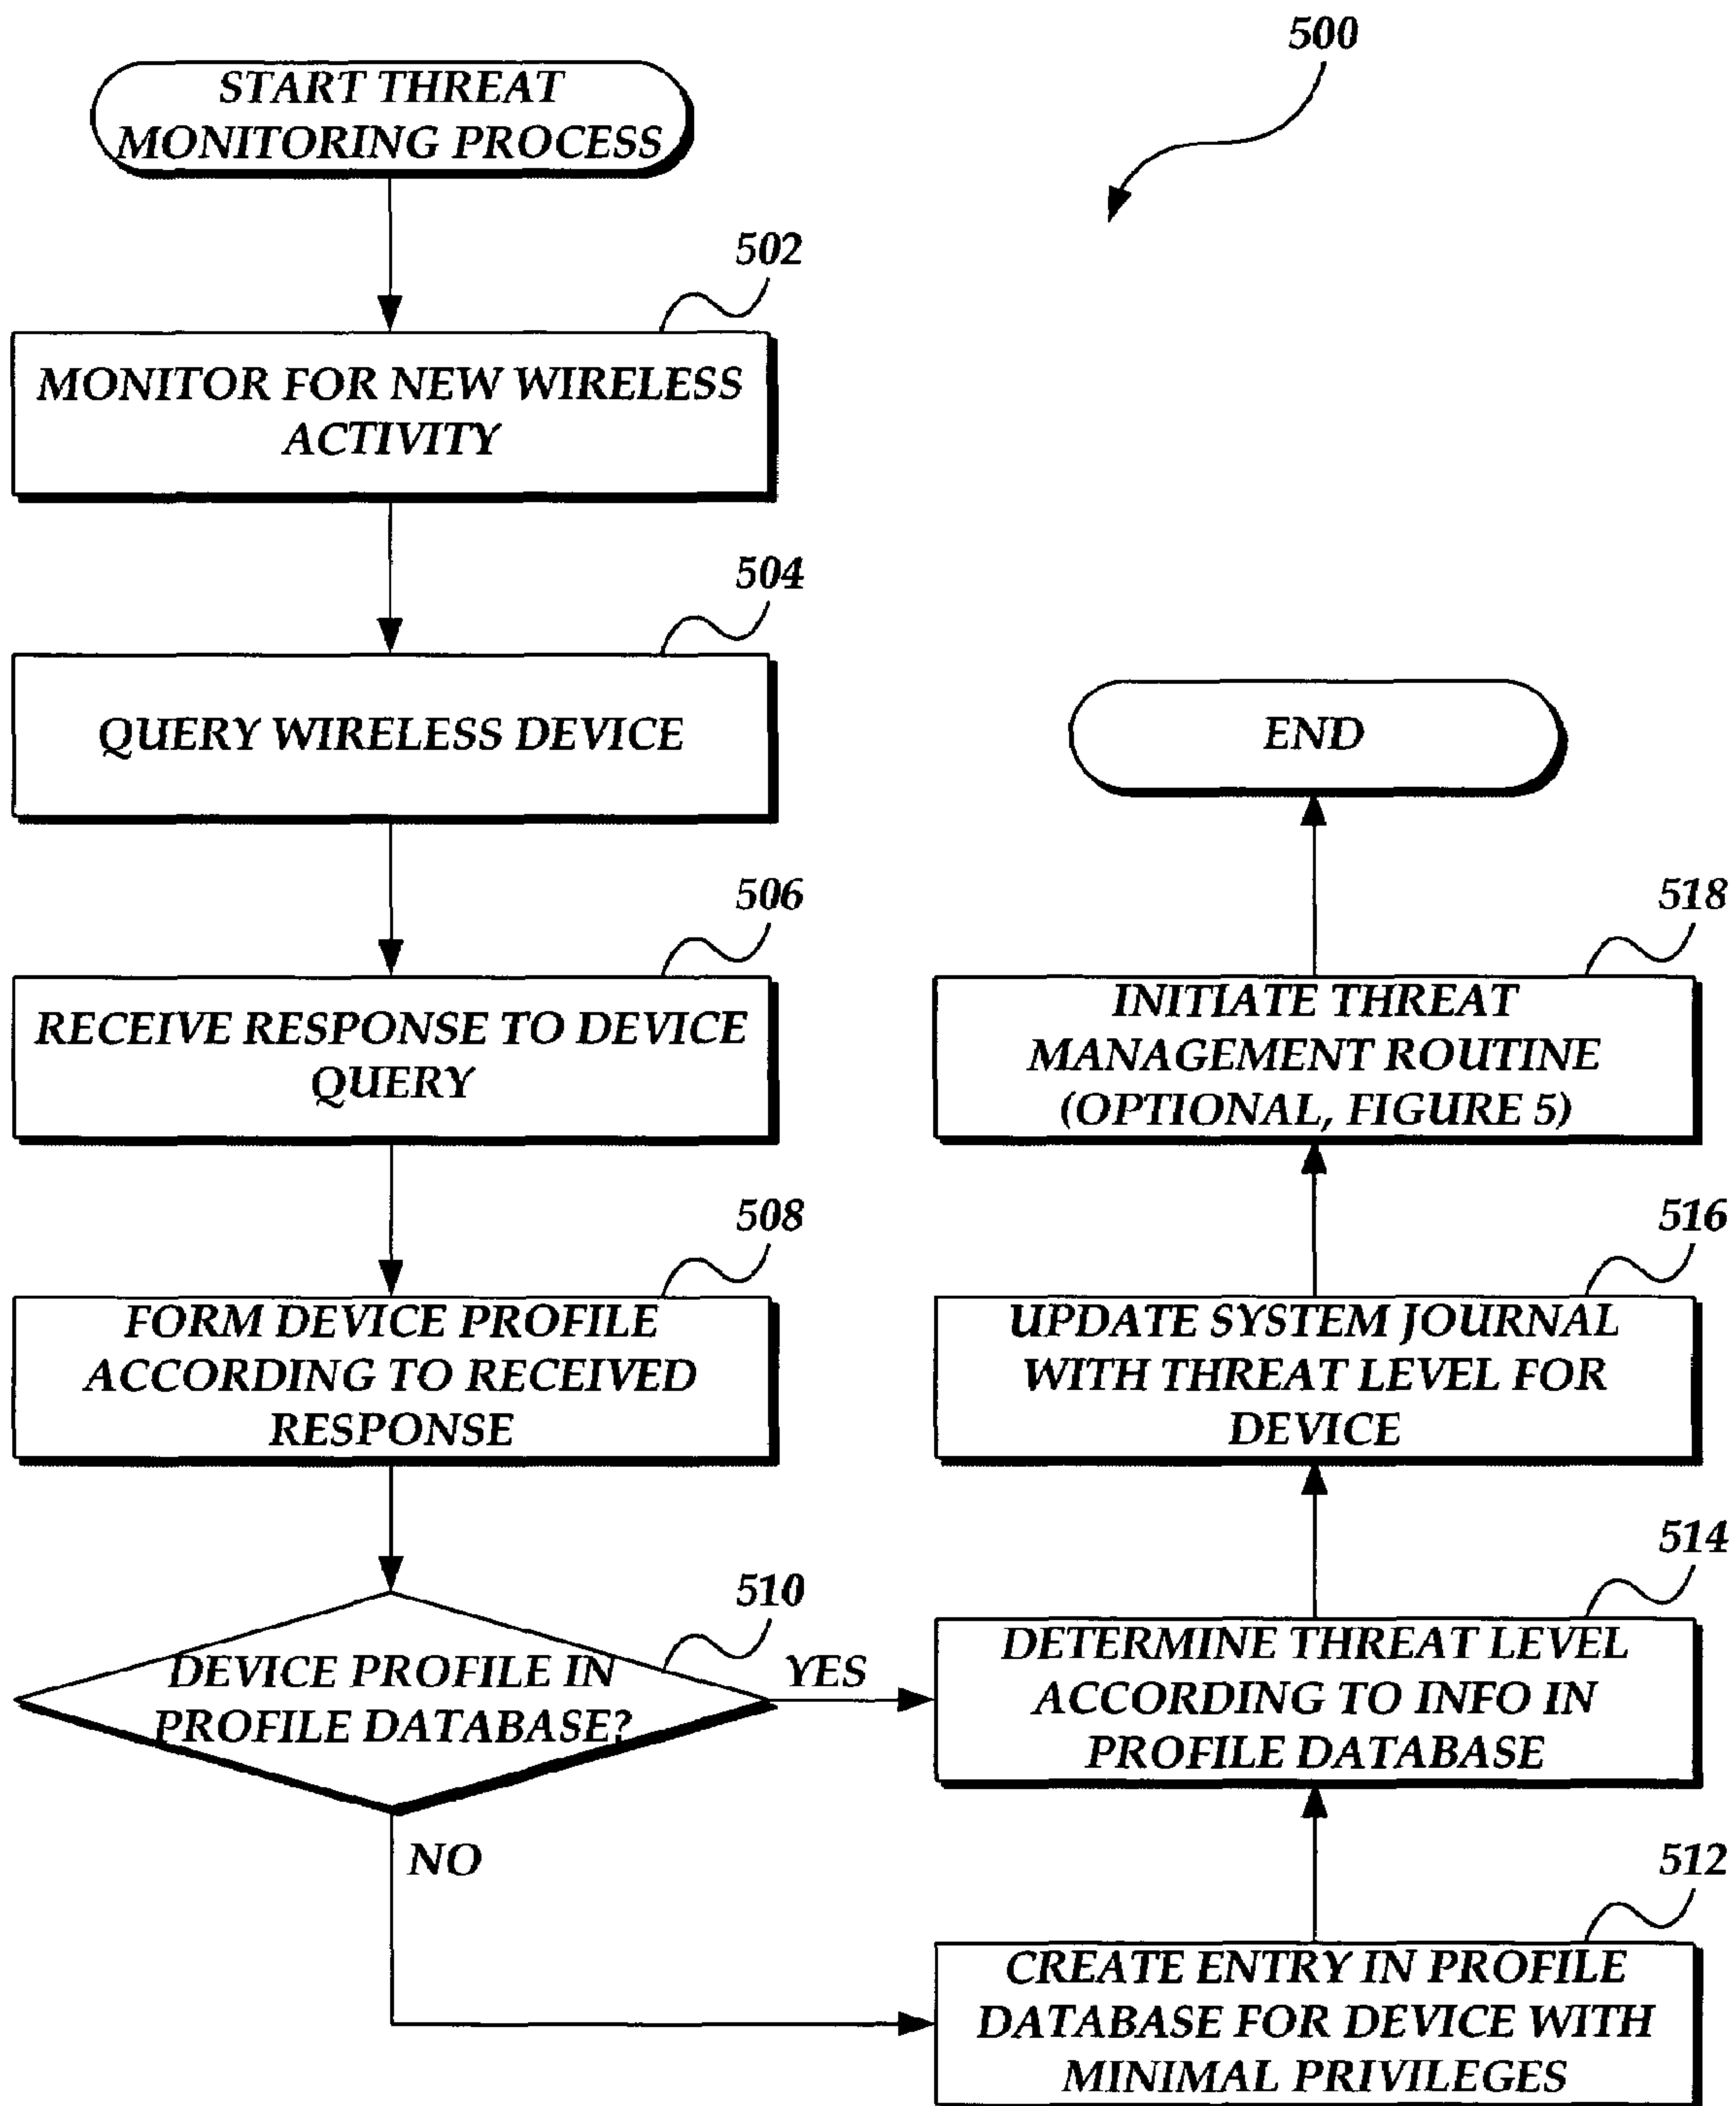 500
START THREAT
MONITORING PROCESS
502
MONITOR FOR NEW WIRELESS
ACTIVITY
504
QUERY WIRELESS DEVICE
506
RECEIVE RESPONSE TO DEVICE
QUERY
508
FORM DEVICE PROFILE
ACCORDING TO RECEIVED
RESPONSE
510
DEVICE PROFILE IN
PROFILE DATABASE?
YES
NO
512
CREATE ENTRY IN PROFILE
DATABASE FOR DEVICE WITH
MINIMAL PRIVILEGES
514
DETERMINE THREAT LEVEL
ACCORDING TO INFO IN
PROFILE DATABASE
516
UPDATE SYSTEM JOURNAL
WITH THREAT LEVEL FOR
DEVICE
518
INITIATE THREAT
MANAGEMENT ROUTINE
(OPTIONAL, FIGURE 5)
END